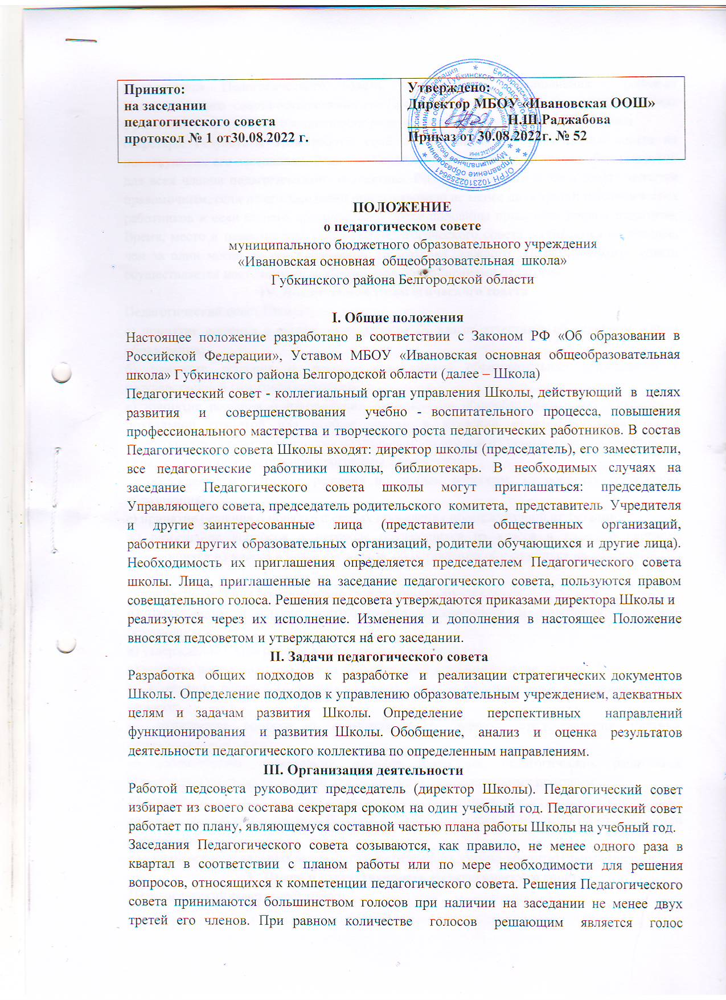 Принято:
на заседании
педагогического совета
протокол № 1 от30.08.2022 г.
Утверждено:
Директор МБОУ «Ивановская ООШ»
Н.Ш.Раджабова
Приказ от 30.08.2022г. № 52
ОГРН 1023102259641
ПОЛОЖЕНИЕ
о педагогическом совете
муниципального бюджетного образовательного учреждения
«Ивановская основная общеобразовательная школа»
Губкинского района Белгородской области
I. Общие положения
Настоящее положение разработано в соответствии с Законом РФ «Об образовании в
Российской Федерации», Уставом МБОУ «Ивановская основная общеобразовательная
школа» Губкинского района Белгородской области (далее – Школа)
Педагогический совет - коллегиальный орган управления Школы, действующий в целях
развития и совершенствования учебно - воспитательного процесса, повышения
профессионального мастерства и творческого роста педагогических работников. В состав
Педагогического совета Школы входят: директор школы (председатель), его заместители,
все педагогические работники школы, библиотекарь. В необходимых случаях на
заседание Педагогического совета школы могут приглашаться: председатель
Управляющего совета, председатель родительского комитета, представитель Учредителя
и другие заинтересованные лица (представители общественных организаций,
работники других образовательных организаций, родители обучающихся и другие лица).
Необходимость их приглашения определяется председателем Педагогического совета
школы. Лица, приглашенные на заседание педагогического совета, пользуются правом
совещательного голоса. Решения педсовета утверждаются приказами директора Школы и
реализуются через их исполнение. Изменения и дополнения в настоящее Положение
вносятся педсоветом и утверждаются на его заседании.
II. Задачи педагогического совета
Разработка общих подходов к разработке и реализации стратегических документов
Школы. Определение подходов к управлению образовательным учреждением, адекватных
целям и задачам развития Школы. Определение перспективных направлений
функционирования и развития Школы. Обобщение, анализ и оценка результатов
деятельности педагогического коллектива по определенным направлениям.
III. Организация деятельности
Работой педсовета руководит председатель (директор Школы). Педагогический совет
избирает из своего состава секретаря сроком на один учебный год. Педагогический совет
работает по плану, являющемуся составной частью плана работы Школы на учебный год.
Заседания Педагогического совета созываются, как правило, не менее одного раза в
квартал в соответствии с планом работы или по мере необходимости для решения
вопросов, относящихся к компетенции педагогического совета. Решения Педагогического
совета принимаются большинством голосов при наличии на заседании не менее двух
третей его членов. При равном количестве голосов решающим является голос